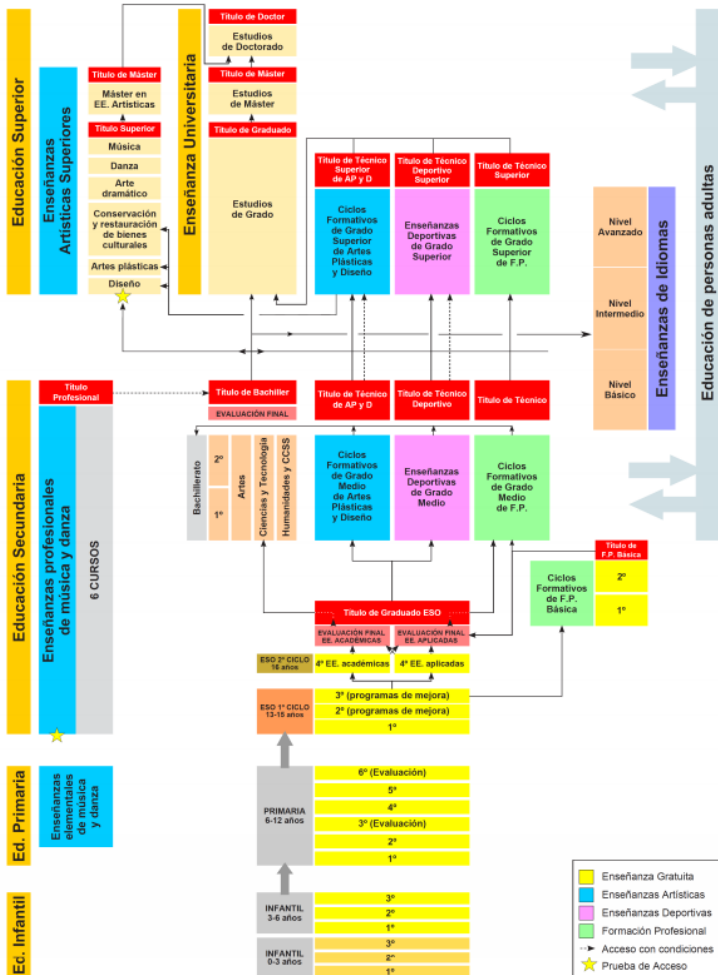 Educación Superior
Enseñanzas
Artísticas Superiores
Título de Máster
Máster en
EE. Artísticas
Título Superior
Música
Danza
Arte
dramático
Conservación
y restauración
de bienes
culturales
Artes plásticas
Diseño
Enseñanza Universitaria
Título de Doctor
Estudios
de Doctorado
Título de Máster
Estudios
de Máster
Título de Graduado
Estudios
de Grado
Título de Técnico
Superior
de AP y D
Ciclos
Formativos
de Grado
Superior
de Artes
Plásticas
y Diseño
Título de Técnico
Deportivo
Superior
Enseñanzas
Deportivas
de Grado
Superior
Título de Técnico
Superior
Ciclos
Formativos
de Grado
Superior
de F.P.
Nivel
Avanzado
Nivel
Intermedio
Nivel
Básico
Enseñanzas de Idiomas
Educación de personas adultas
Educación Secundaria
Título
Profesional
Enseñanzas profesionales
de música y danza
6 CURSOS
Título de Bachiller
EVALUACIÓN FINAL
Bachillerato
2º
1º
Artes
Ciencias y Tecnología
Humanidades y CCSS
Título de Técnico
de AP y D
Ciclos
Formativos
de Grado
Medio
de Artes
Plásticas
y Diseño
Título de Técnico
Deportivo
Enseñanzas
Deportivas
de Grado
Medio
Título de Técnico
Ciclos
Formativos
de Grado
Medio
de F.P.
Título de
F.P. Básica
Ciclos
Formativos
de F.P.
Básica
2º
1º
Título de Graduado ESO
EVALUACIÓN FINAL
EE. ACADÉMICAS
EVALUACIÓN FINAL
EE. APLICADAS
ESO 2º CICLO
16 años
4º EE. académicas
4º EE. aplicadas
ESO 1º CICLO
13-15 años
3º (programas de mejora)
2º (programas de mejora)
1º
Ed. Primaria
Enseñanzas
elementales
de música
y danza
PRIMARIA
6-12 años
6º (Evaluación)
5º
4º
3º (Evaluación)
2º
1º
Ed. Infantil
INFANTIL
3-6 años
3º
2º
1º
INFANTIL
0-3 años
3º
2º
1º
Enseñanza Gratuita
Enseñanzas Artísticas
Enseñanzas Deportivas
Formación Profesional
Acceso con condiciones
Prueba de Acceso